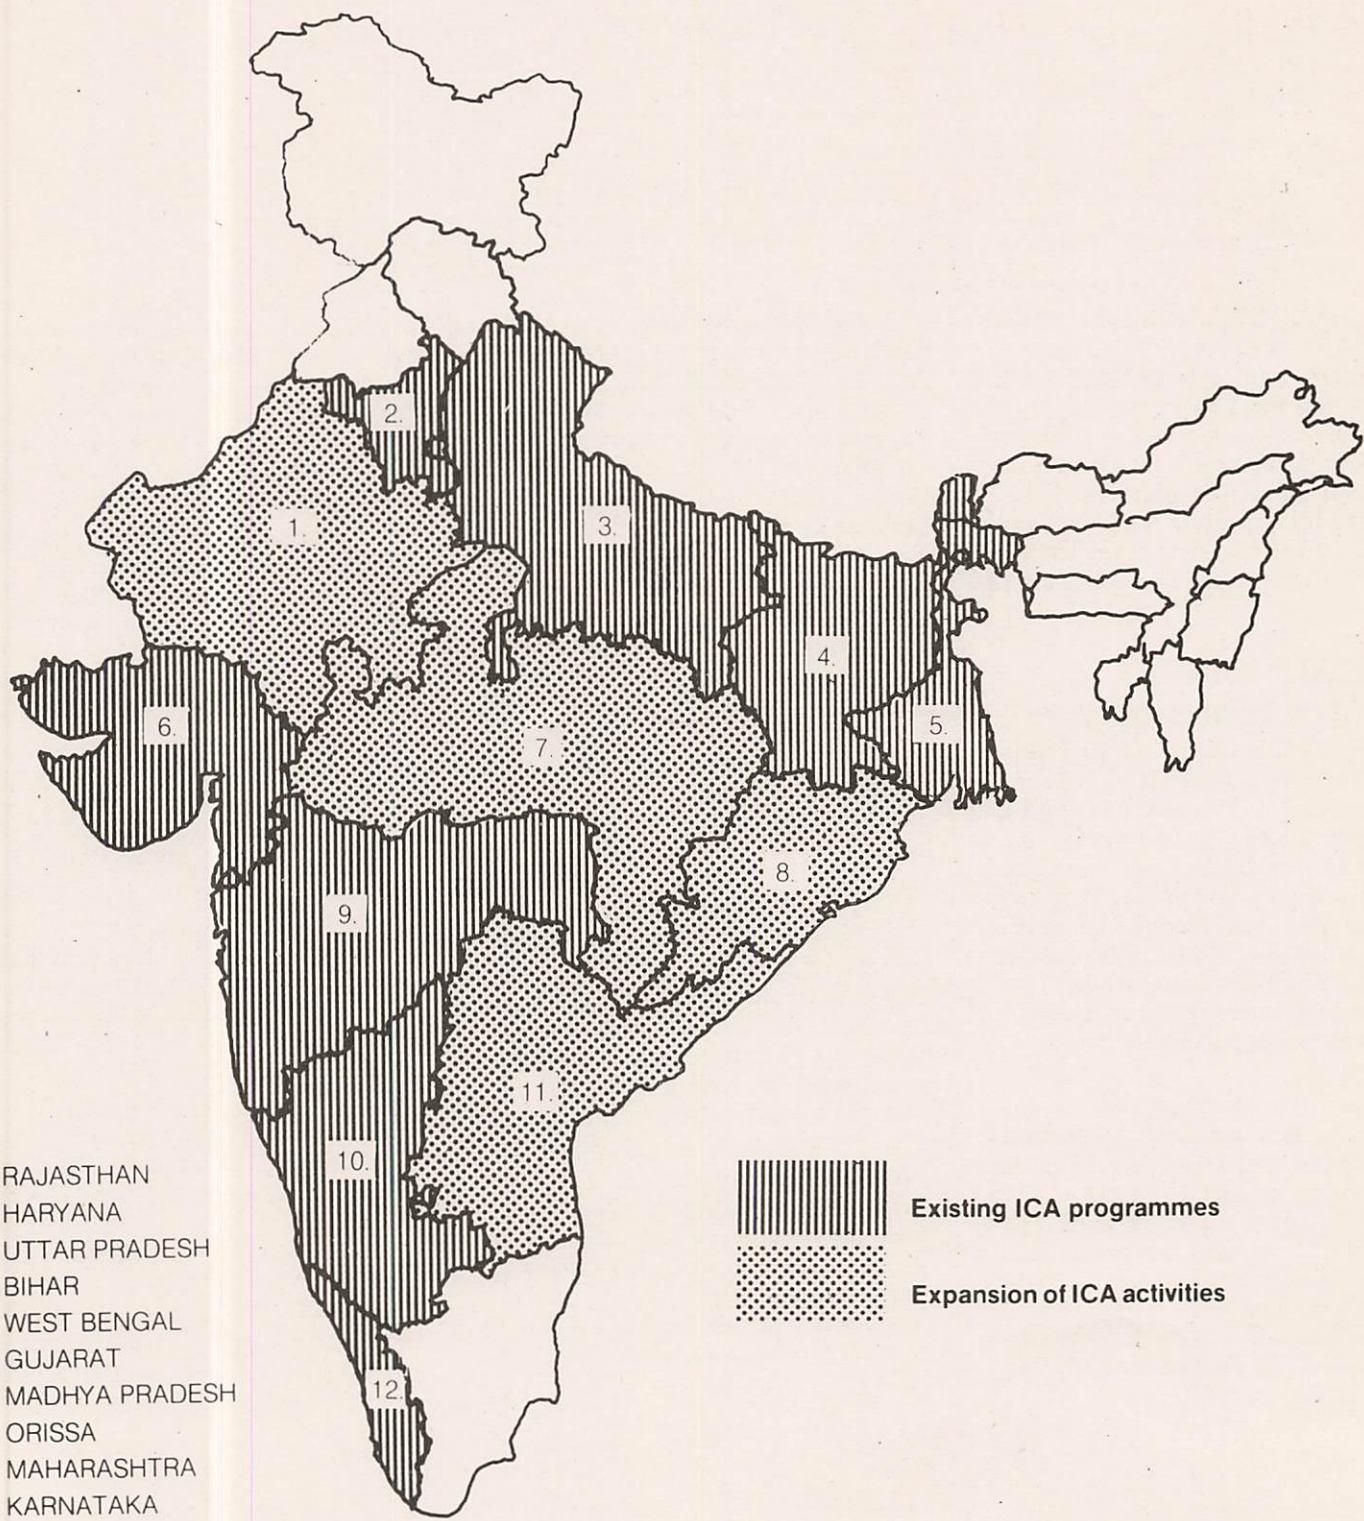 1.
2.
3.
4.
5.
6.
7.
8.
9.
10.
11.
12.
RAJASTHAN
HARYANA
UTTAR PRADESH
BIHAR
WEST BENGAL
GUJARAT
MADHYA PRADESH
ORISSA
MAHARASHTRA
KARNATAKA
Existing ICA programmes
Expansion of ICA activities